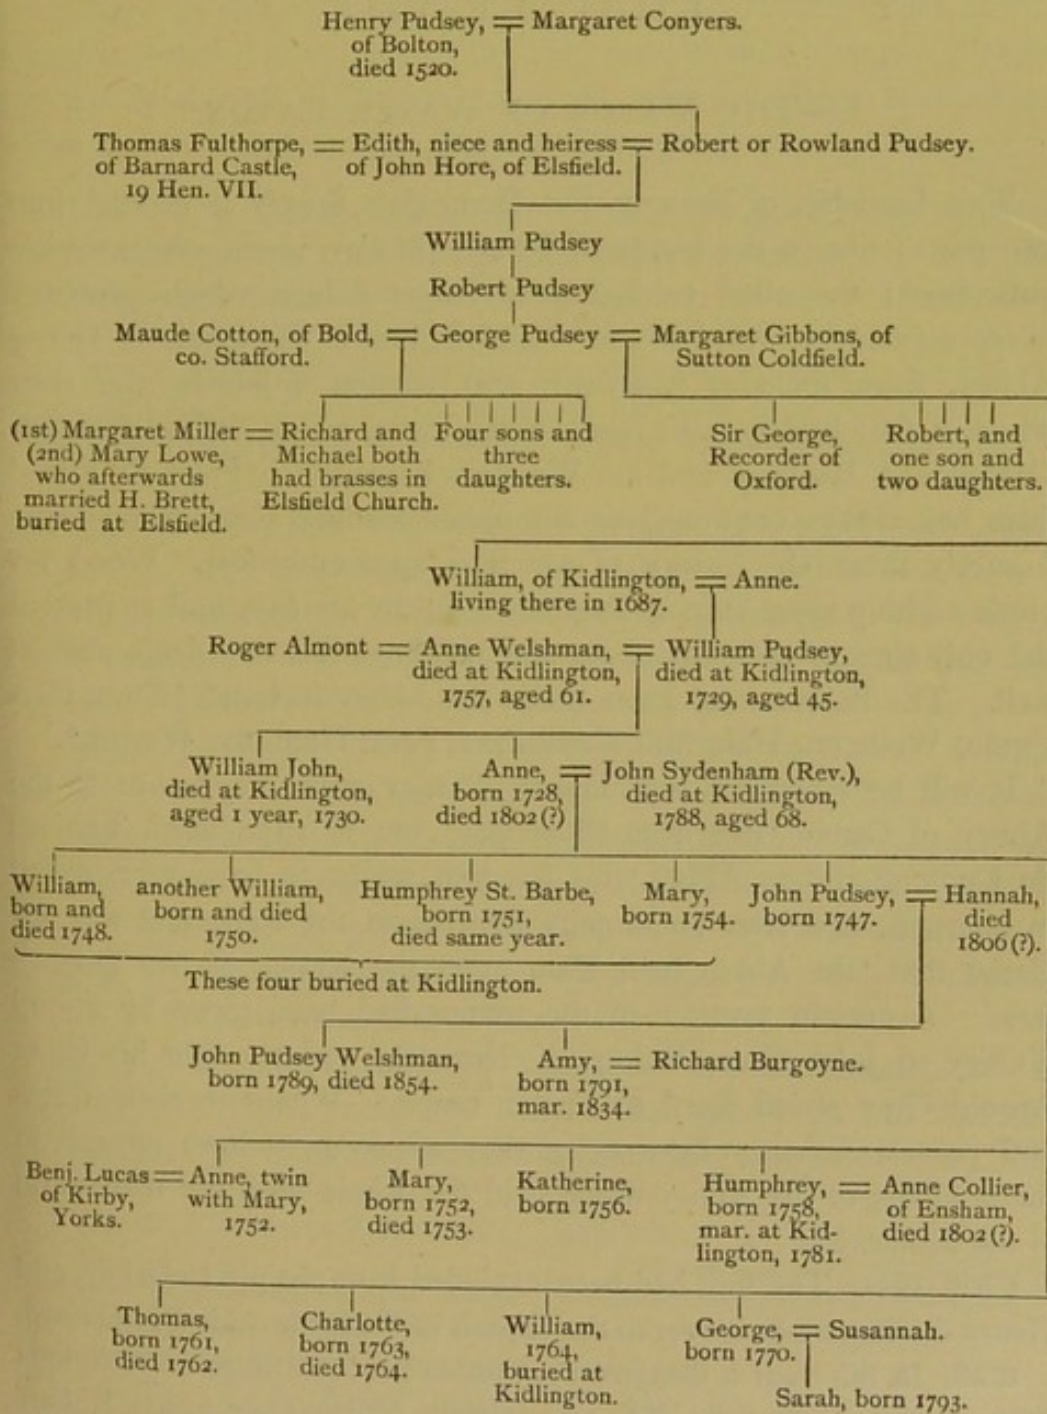 Henry Pudsey, = Margaret Conyers.
of Bolton,
died 1520.
Thomas Fulthorpe, = Edith, niece and heiress = Robert or Rowland Pudsey.
of Barnard Castle, of John Hore, of Elsfield.
19 Hen. VII.
William Pudsey
Robert Pudsey
Maude Cotton, of Bold, = George Pudsey = Margaret Gibbons, of
co. Stafford. Sutton Coldfield.
(1st) Margaret Miller = Richard and Four sons and Sir George, Robert, and
(2nd) Mary Lowe, Michael both three Recorder of one son and
who afterwards had brasses in daughters. Oxford. two daughters.
married H. Brett, Elsfield Church.
buried at Elsfield.
William, of Kidlington, = Anne.
living there in 1687.
Roger Almont = Anne Welshman, = William Pudsey,
died at Kidlington, died at Kidlington,
1757, aged 61. 1729, aged 45.
William John, Anne, = John Sydenham (Rev.),
died at Kidlington, born 1728, died at Kidlington,
aged 1 year, 1730. died 1802 (?) 1788, aged 68.
William, another William, Humphrey St. Barbe, Mary, John Pudsey, = Hannah,
born and born and died born 1751, born 1754. born 1747. died
died 1748. 1750. died same year. 1806 (?).
These four buried at Kidlington.
John Pudsey Welshman, Amy, = Richard Burgoyne.
born 1789, died 1854. born 1791,
mar. 1834.
Benj. Lucas = Anne, twin Mary, Katherine, Humphrey, = Anne Collier,
of Kirby, with Mary, born 1752, born 1756. born 1758, of Ensham,
Yorks. 1752. died 1753. mar. at Kid- died 1802 (?).
lington, 1781.
Thomas, Charlotte, William, George, = Susannah.
born 1761, born 1763, 1764, born 1770.
died 1762. died 1764. buried at
Kidlington.
Sarah, born 1793.